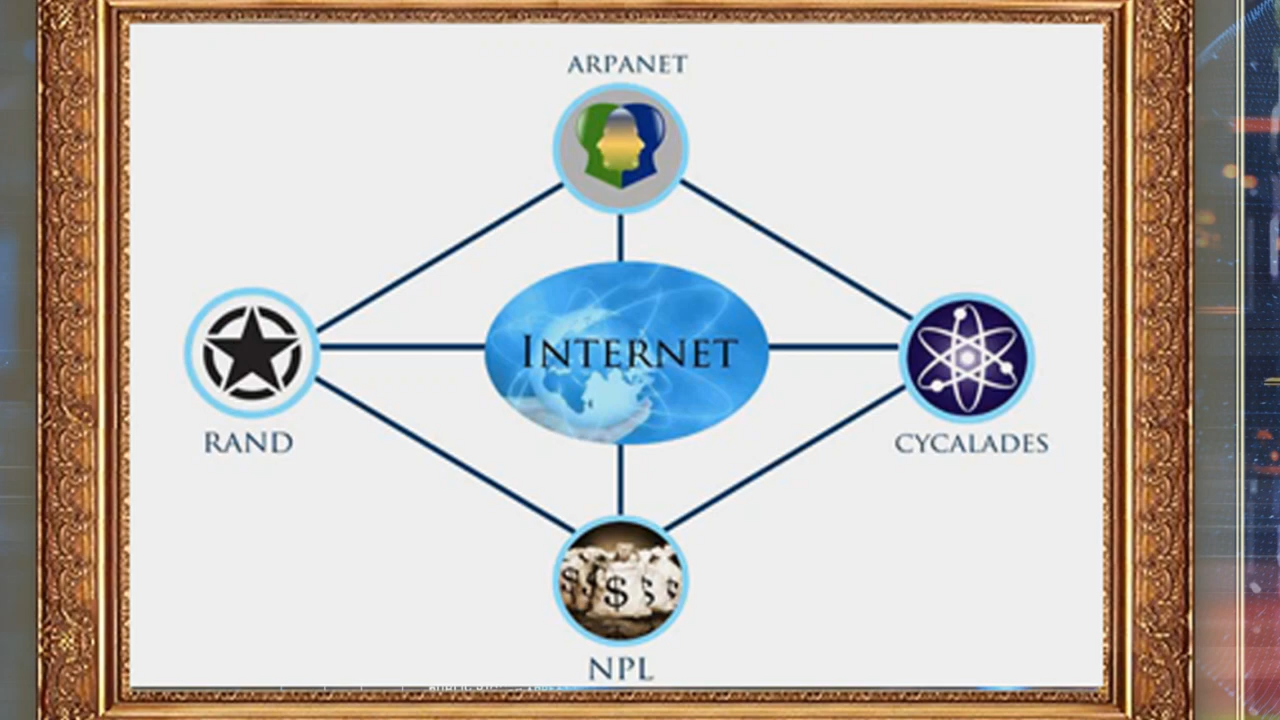 ARPANET
INTERNET
RAND
CYCALADES
$ $ $ $
NPL